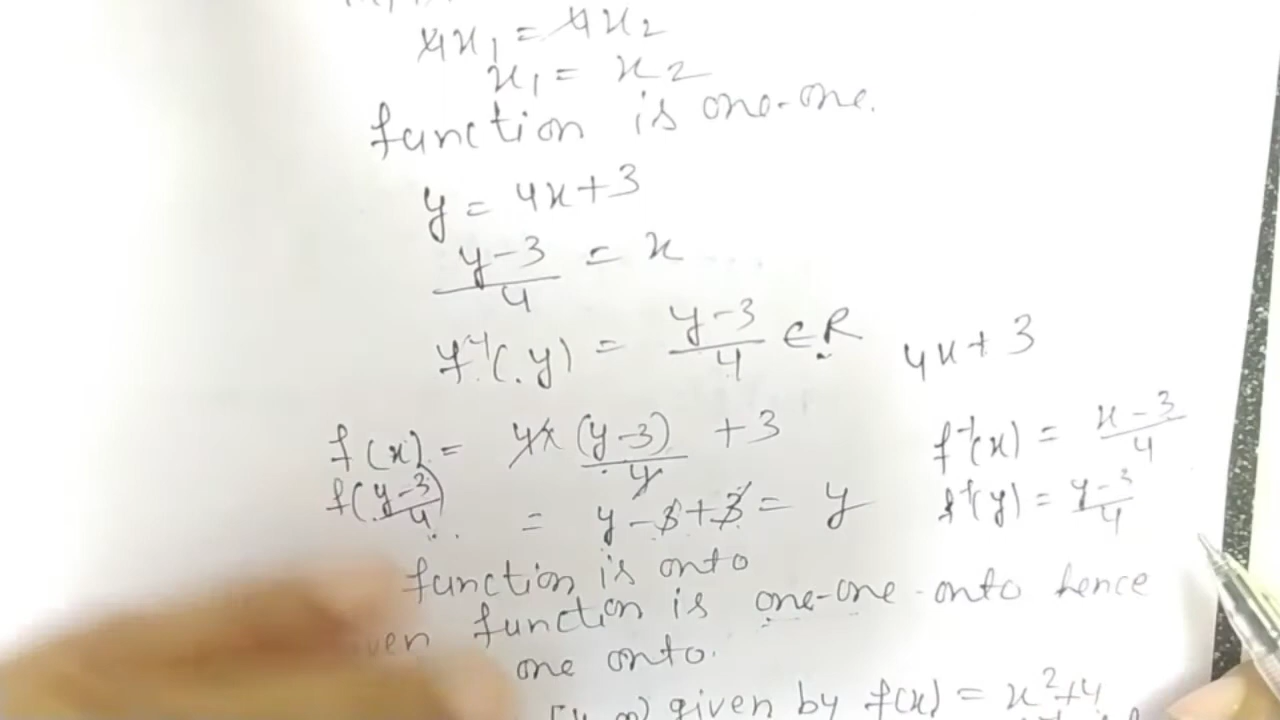 4x₁ = 4x₂
x₁ = x₂
function is one-one.
y = 4x+3
y-3/4 = x
f⁻¹(y) = y-3/4 ∈ R
4x+3
f(x) = 4x (y-3)/4 + 3
f(y-3/4)
= y-3+3 = y
f⁻¹(x) = x-3/4
f⁻¹(y) = y-3/4
function is onto
function is one-one-onto hence
one onto.
given by f(x) = x²+4